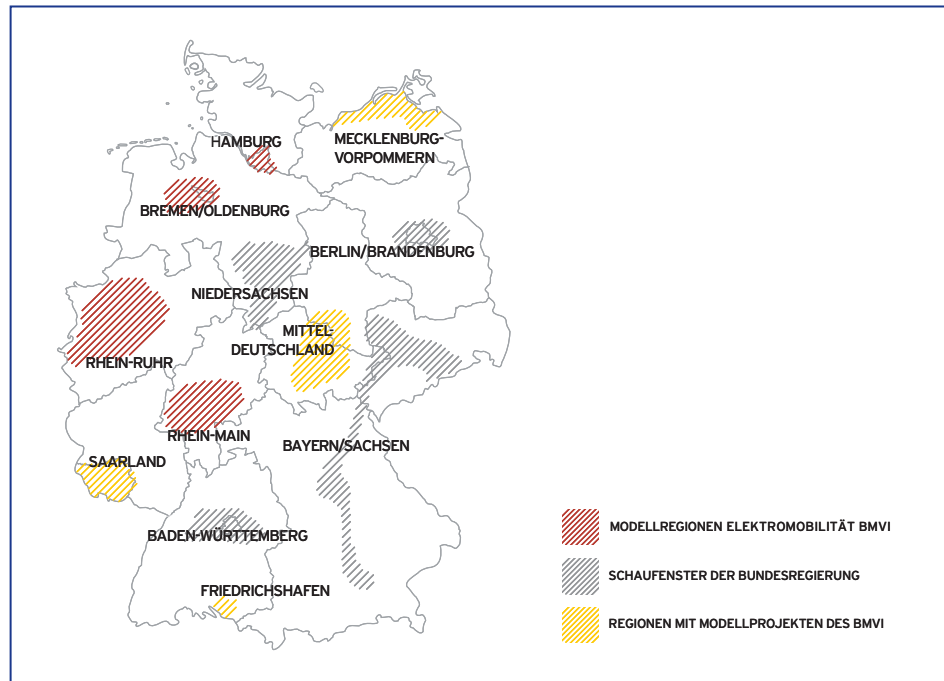 HAMBURG
MECKLENBURG-
VORPOMMERN
BREMEN/OLDENBURG
BERLIN/BRANDENBURG
NIEDERSACHSEN
MITTEL-
DEUTSCHLAND
RHEIN-RUHR
RHEIN-MAIN
BAYERN/SACHSEN
SAARLAND
BADEN-WÜRTTEMBERG
FRIEDRICHSHAFEN
MODELLREGIONEN ELEKTROMOBILITÄT BMVI
SCHAUFENSTER DER BUNDESREGIERUNG
REGIONEN MIT MODELLPROJEKTEN DES BMVI